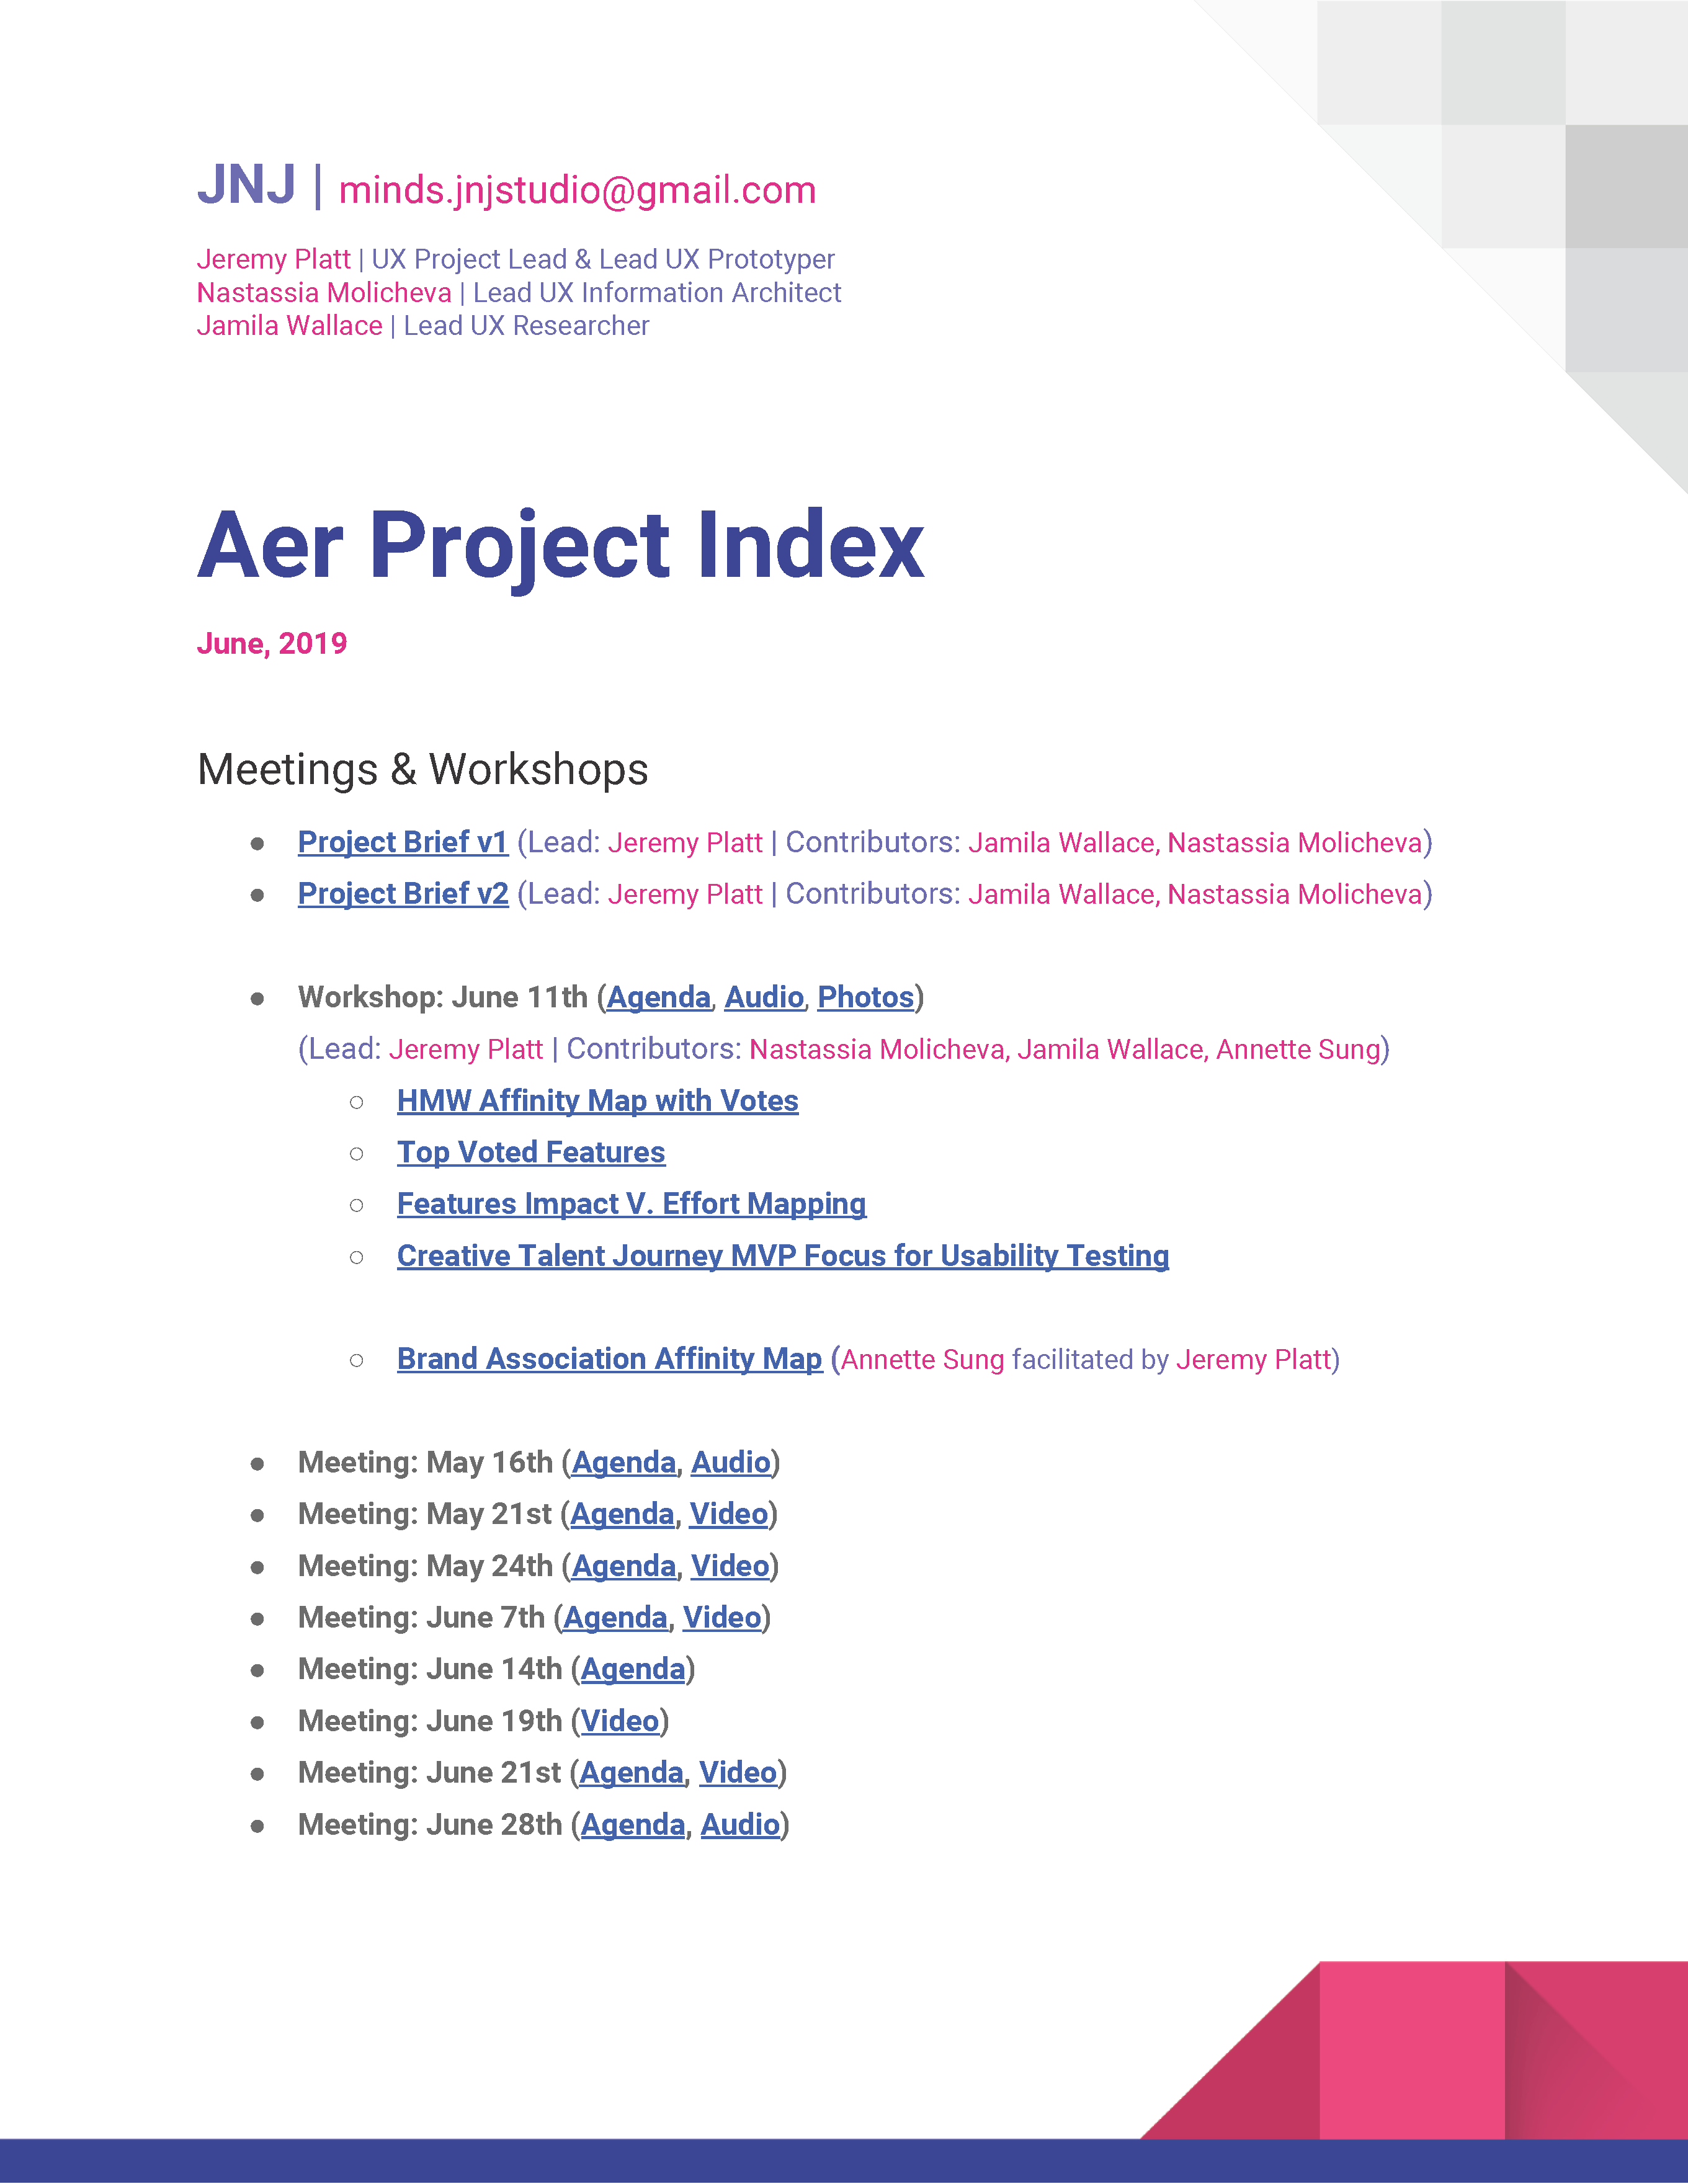 JNJ | minds.jnjstudio@gmail.com
Jeremy Platt | UX Project Lead & Lead UX Prototyper
Nastassia Molicheva | Lead UX Information Architect
Jamila Wallace | Lead UX Researcher
Aer Project Index
June, 2019
Meetings & Workshops
● Project Brief v1 (Lead: Jeremy Platt | Contributors: Jamila Wallace, Nastassia Molicheva)
● Project Brief v2 (Lead: Jeremy Platt | Contributors: Jamila Wallace, Nastassia Molicheva)
● Workshop: June 11th (Agenda, Audio, Photos)
(Lead: Jeremy Platt | Contributors: Nastassia Molicheva, Jamila Wallace, Annette Sung)
○ HMW Affinity Map with Votes
○ Top Voted Features
○ Features Impact V. Effort Mapping
○ Creative Talent Journey MVP Focus for Usability Testing
○ Brand Association Affinity Map (Annette Sung facilitated by Jeremy Platt)
● Meeting: May 16th (Agenda, Audio)
● Meeting: May 21st (Agenda, Video)
● Meeting: May 24th (Agenda, Video)
● Meeting: June 7th (Agenda, Video)
● Meeting: June 14th (Agenda)
● Meeting: June 19th (Video)
● Meeting: June 21st (Agenda, Video)
● Meeting: June 28th (Agenda, Audio)